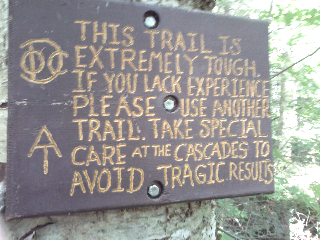 THIS TRAIL IS
EXTREMELY TOUGH.
IF YOU LACK EXPERIENCE
PLEASE USE ANOTHER
TRAIL. TAKE SPECIAL
CARE AT THE CASCADES TO
AVOID TRAGIC RESULTS